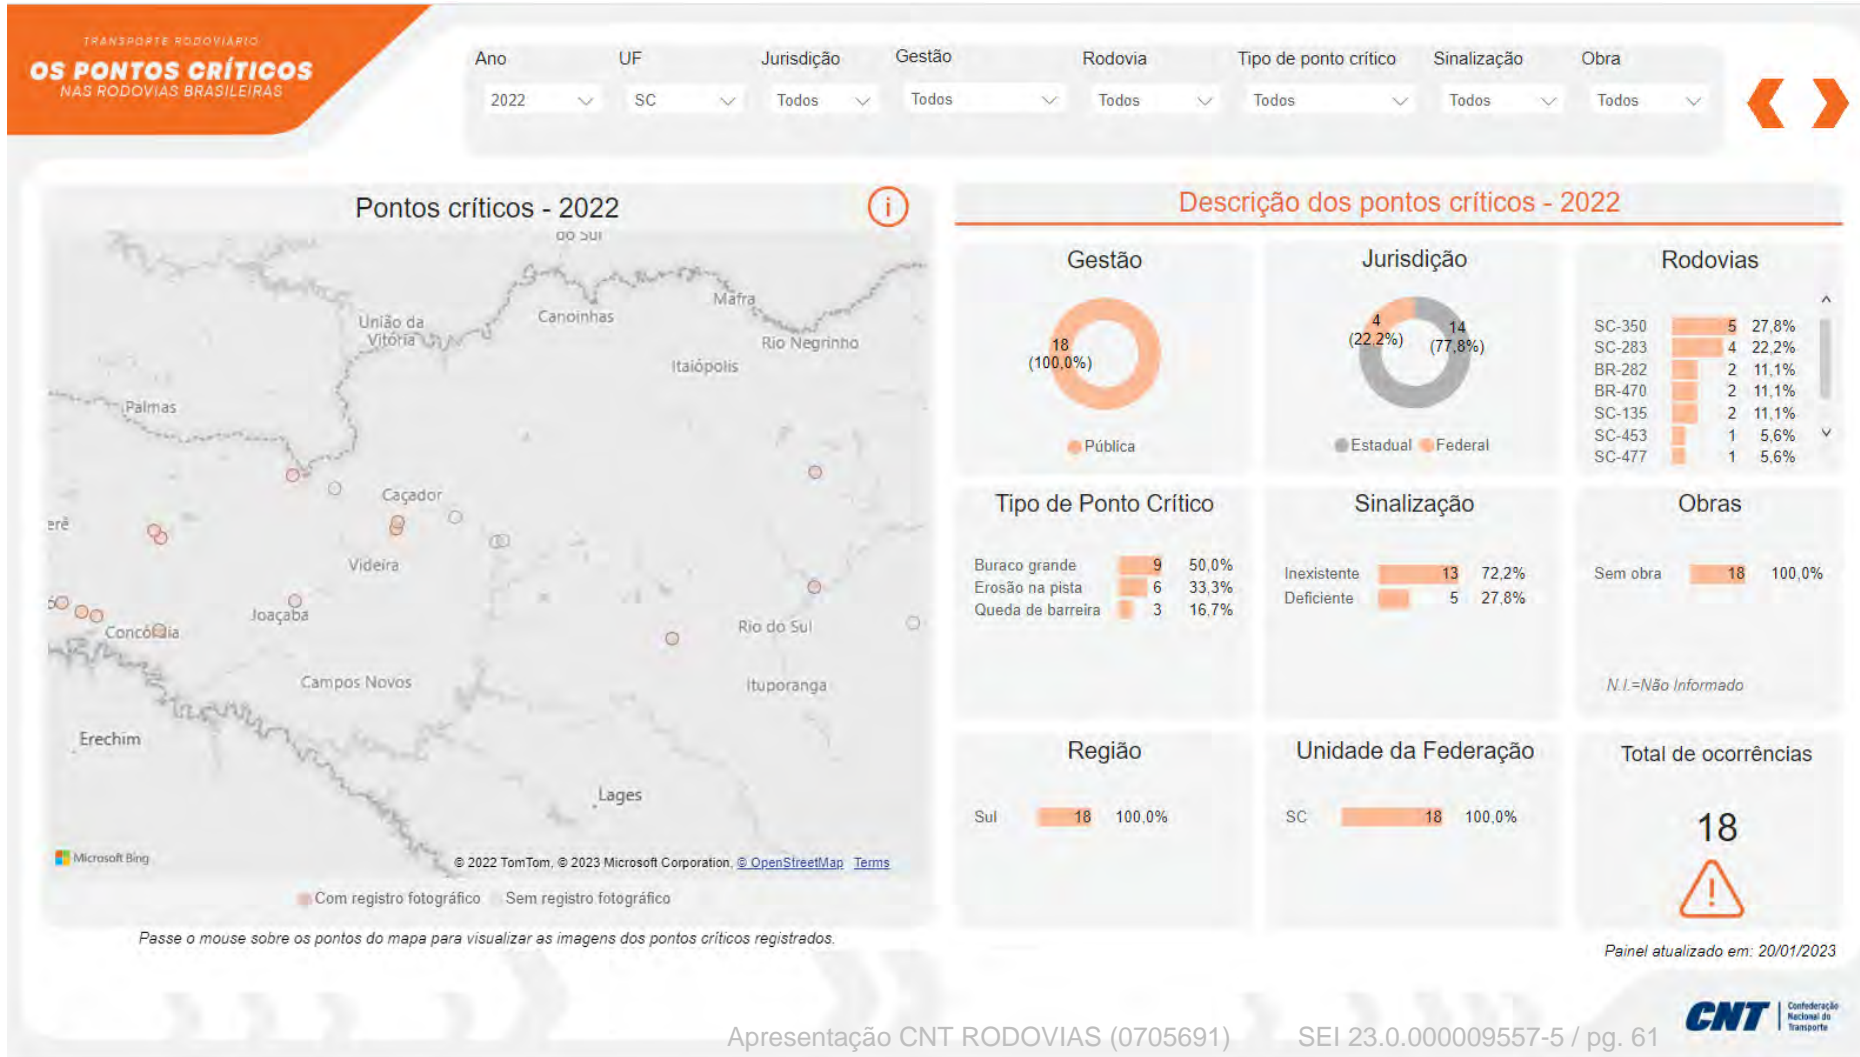 TRANSPORTE RODOVIÁRIO
OS PONTOS CRÍTICOS
NAS RODOVIAS BRASILEIRAS
Ano
UF
Jurisdição
Gestão
Rodovia
Tipo de ponto crítico
Sinalização
Obra
2022
SC
Todos
Todos
Todos
Todos
Todos
Todos
Pontos críticos - 2022
i
do Sul
Mafra
Canoinhas
União da
Vitória
Rio Negrinho
Itaiópolis
Palmas
Caçador
erê
Videira
Joaçaba
Concórdia
Rio do Sul
Campos Novos
Ituporanga
Erechim
Lages
Microsoft Bing
© 2022 TomTom, © 2023 Microsoft Corporation, © OpenStreetMap Terms
Com registro fotográfico Sem registro fotográfico
Passe o mouse sobre os pontos do mapa para visualizar as imagens dos pontos críticos registrados.
Descrição dos pontos críticos - 2022
Gestão
18
(100,0%)
Pública
Jurisdição
4
(22,2%)
14
(77,8%)
Estadual Federal
Rodovias
SC-350 5 27,8%
SC-283 4 22,2%
BR-282 2 11,1%
BR-470 2 11,1%
SC-135 2 11,1%
SC-453 1 5,6%
SC-477 1 5,6%
Tipo de Ponto Crítico
Buraco grande 9 50,0%
Erosão na pista 6 33,3%
Queda de barreira 3 16,7%
Sinalização
Inexistente 13 72,2%
Deficiente 5 27,8%
Obras
Sem obra 18 100,0%
N.I.=Não Informado
Região
Sul 18 100,0%
Unidade da Federação
SC 18 100,0%
Total de ocorrências
18
Painel atualizado em: 20/01/2023
CNT
Confederação
Nacional do
Transporte
Apresentação CNT RODOVIAS (0705691) SEI 23.0.000009557-5 / pg. 61